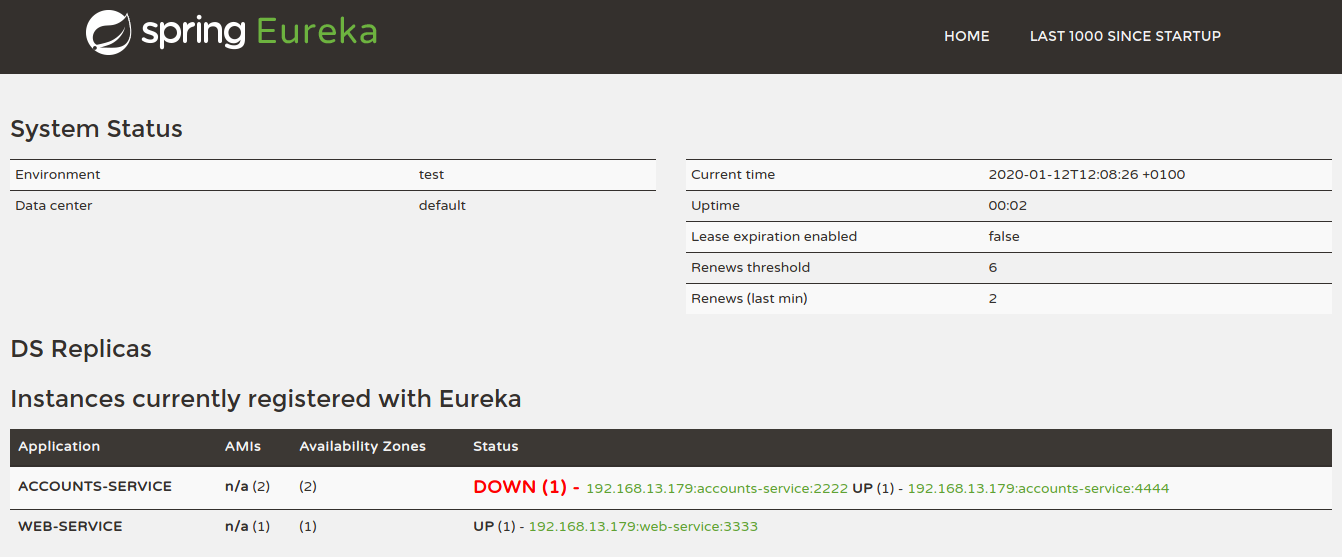 spring Eureka HOME LAST 1000 SINCE STARTUP
System Status
Environment test
Data center default
Current time 2020-01-12T12:08:26 +0100
Uptime 00:02
Lease expiration enabled false
Renews threshold 6
Renews (last min) 2
DS Replicas
Instances currently registered with Eureka
Application AMIs Availability Zones Status
ACCOUNTS-SERVICE n/a (2) (2) DOWN (1) - 192.168.13.179:accounts-service:2222 UP (1) - 192.168.13.179:accounts-service:4444
WEB-SERVICE n/a (1) (1) UP (1) - 192.168.13.179:web-service:3333